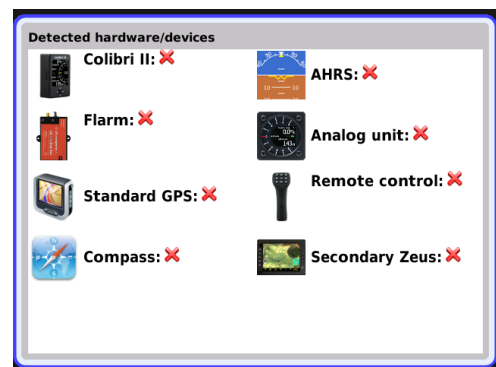 Detected hardware/devices
Colibri II:
AHRS:
Flarm:
Analog unit:
Standard GPS:
Remote control:
Compass:
Secondary Zeus: